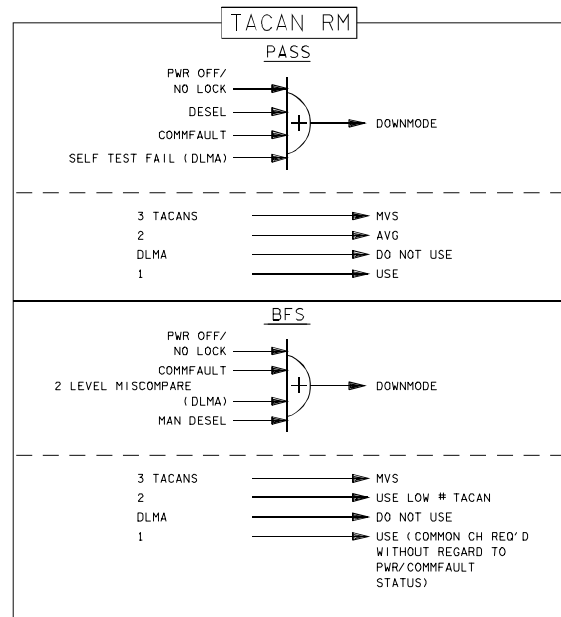 TACAN RM
PASS
PWR OFF/
NO LOCK
DESEL
COMMFAULT
SELF TEST FAIL (DLMA)
+
DOWNMODE
3 TACANS MVS
2 AVG
DLMA DO NOT USE
1 USE
BFS
PWR OFF/
NO LOCK
COMMFAULT
2 LEVEL MISCOMPARE
(DLMA)
MAN DESEL
+
DOWNMODE
3 TACANS MVS
2 USE LOW # TACAN
DLMA DO NOT USE
1 USE (COMMON CH REQ'D
WITHOUT REGARD TO
PWR/COMMFAULT
STATUS)